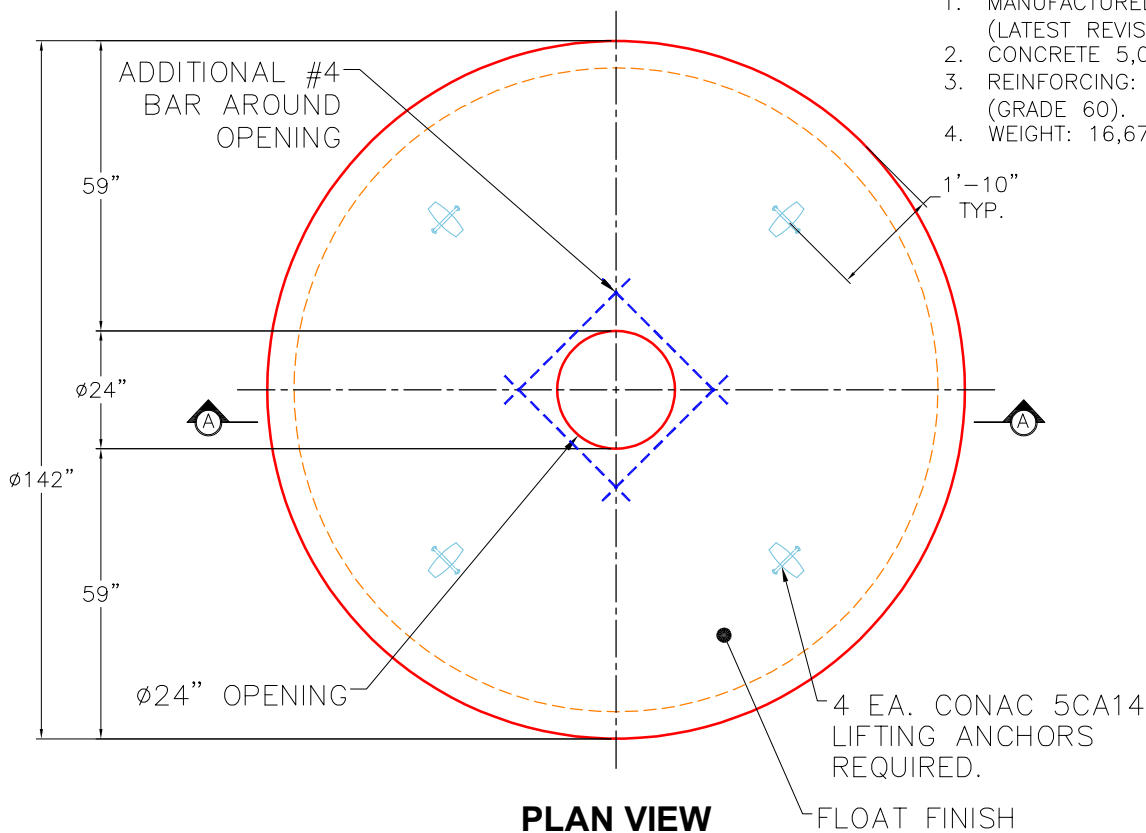 1. MANUFACTURED
(LATEST REVIS
2. CONCRETE 5,0
3. REINFORCING:
(GRADE 60).
4. WEIGHT: 16,67
ADDITIONAL #4
BAR AROUND
OPENING
59”
1’-10”
TYP.
ø24”
A
A
ø142”
59”
ø24” OPENING
4 EA. CONAC 5CA14
LIFTING ANCHORS
REQUIRED.
PLAN VIEW
FLOAT FINISH